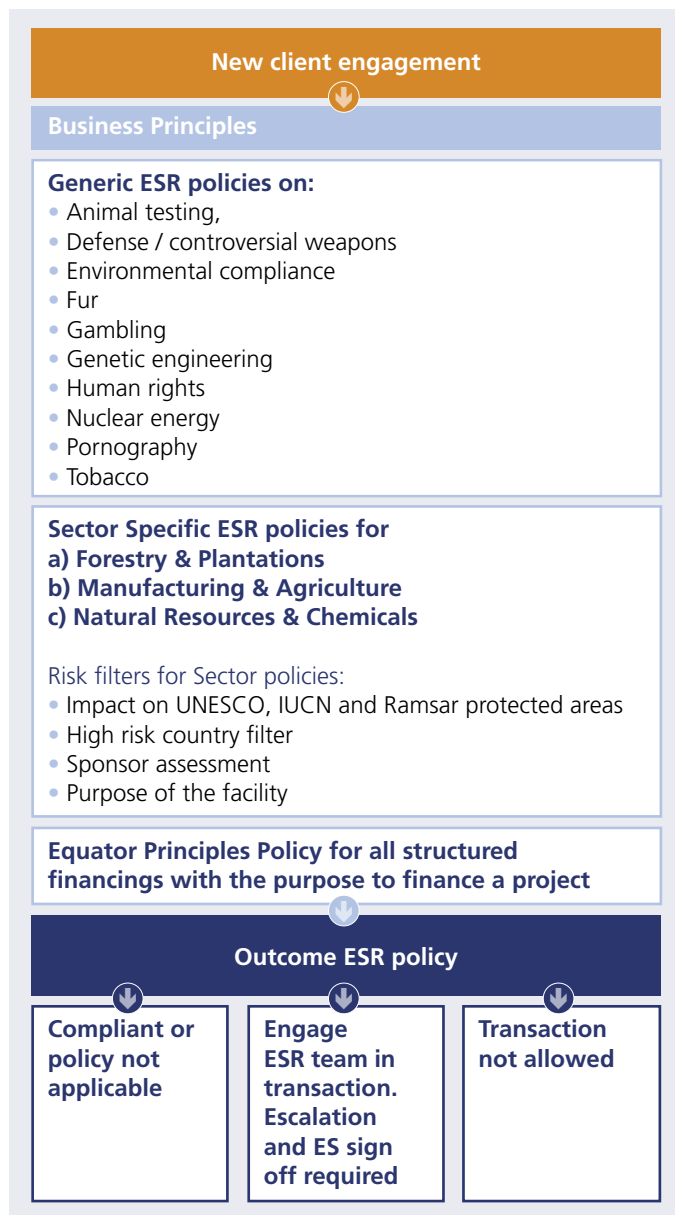 New client engagement
Business Principles
Generic ESR policies on:
• Animal testing,
• Defense / controversial weapons
• Environmental compliance
• Fur
• Gambling
• Genetic engineering
• Human rights
• Nuclear energy
• Pornography
• Tobacco
Sector Specific ESR policies for
a) Forestry & Plantations
b) Manufacturing & Agriculture
c) Natural Resources & Chemicals
Risk filters for Sector policies:
• Impact on UNESCO, IUCN and Ramsar protected areas
• High risk country filter
• Sponsor assessment
• Purpose of the facility
Equator Principles Policy for all structured
financings with the purpose to finance a project
Outcome ESR policy
Compliant or
policy not
applicable
Engage
ESR team in
transaction.
Escalation
and ES sign
off required
Transaction
not allowed